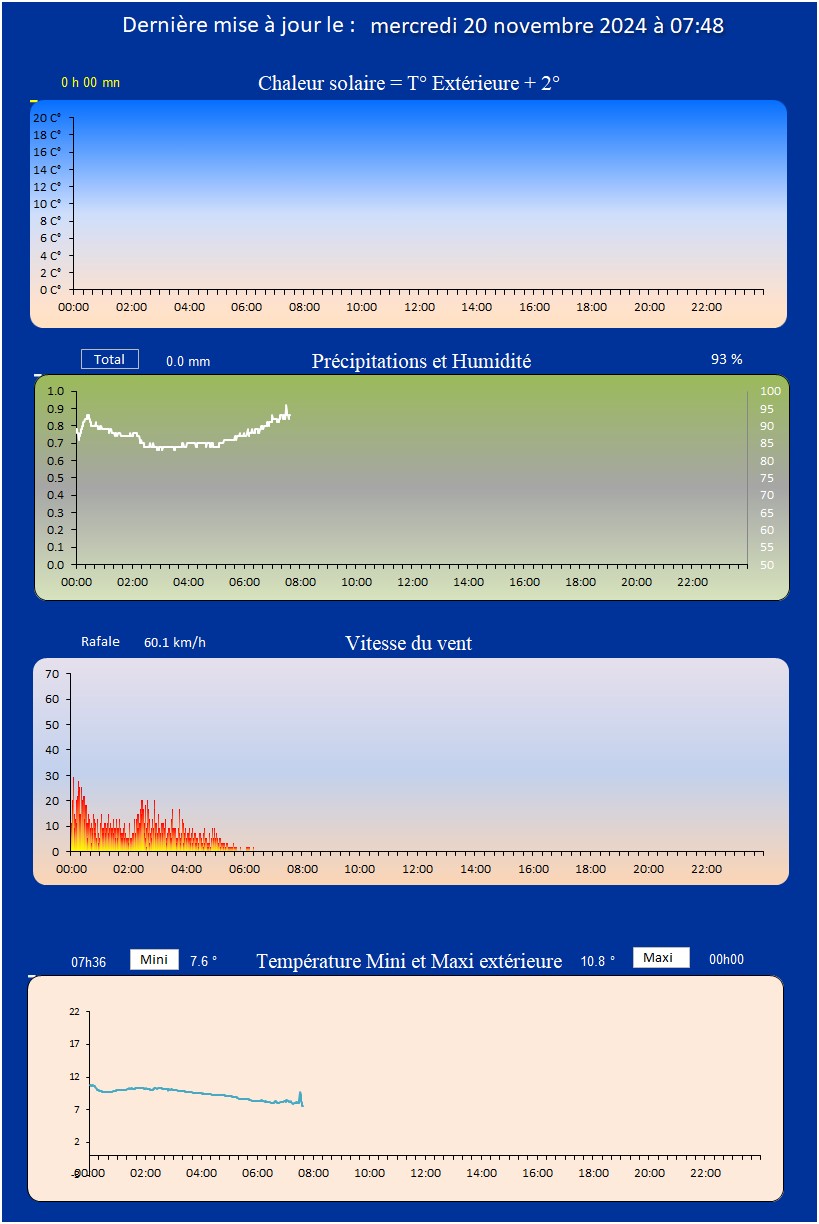 Dernière mise à jour le : mercredi 20 novembre 2024 à 07:48
0 h 00 mn
Chaleur solaire = T° Extérieure + 2°
20 C°
18 C°
16 C°
14 C°
12 C°
10 C°
8 C°
6 C°
4 C°
2 C°
0 C°
00:00 02:00 04:00 06:00 08:00 10:00 12:00 14:00 16:00 18:00 20:00 22:00
Total 0.0 mm Précipitations et Humidité 93 %
1.0 100
0.9 95
0.8 90
0.7 85
0.6 80
0.5 75
0.4 70
0.3 65
0.2 60
0.1 55
0.0 50
00:00 02:00 04:00 06:00 08:00 10:00 12:00 14:00 16:00 18:00 20:00 22:00
Rafale 60.1 km/h Vitesse du vent
70
60
50
40
30
20
10
0
00:00 02:00 04:00 06:00 08:00 10:00 12:00 14:00 16:00 18:00 20:00 22:00
07h36 Mini 7.6 ° Température Mini et Maxi extérieure 10.8 ° Maxi 00h00
22
17
12
7
2
-3
00:00 02:00 04:00 06:00 08:00 10:00 12:00 14:00 16:00 18:00 20:00 22:00